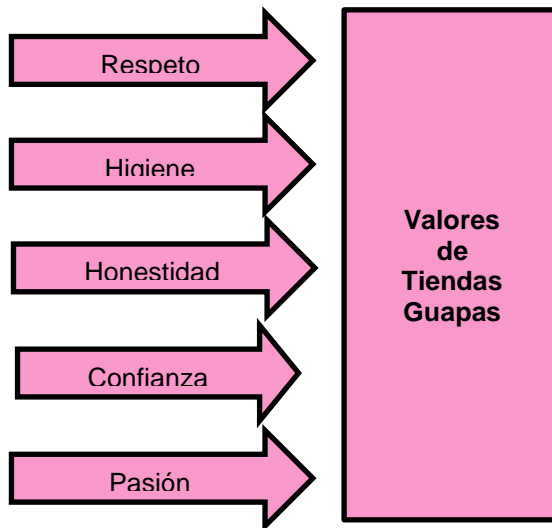 Respeto
Higiene
Honestidad
Confianza
Pasión
Valores
de
Tiendas
Guapas